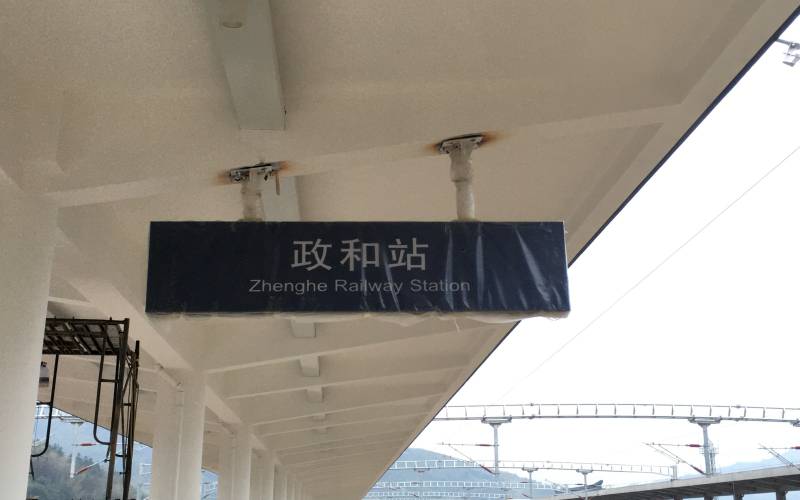 政和站
Zhenghe Railway Station